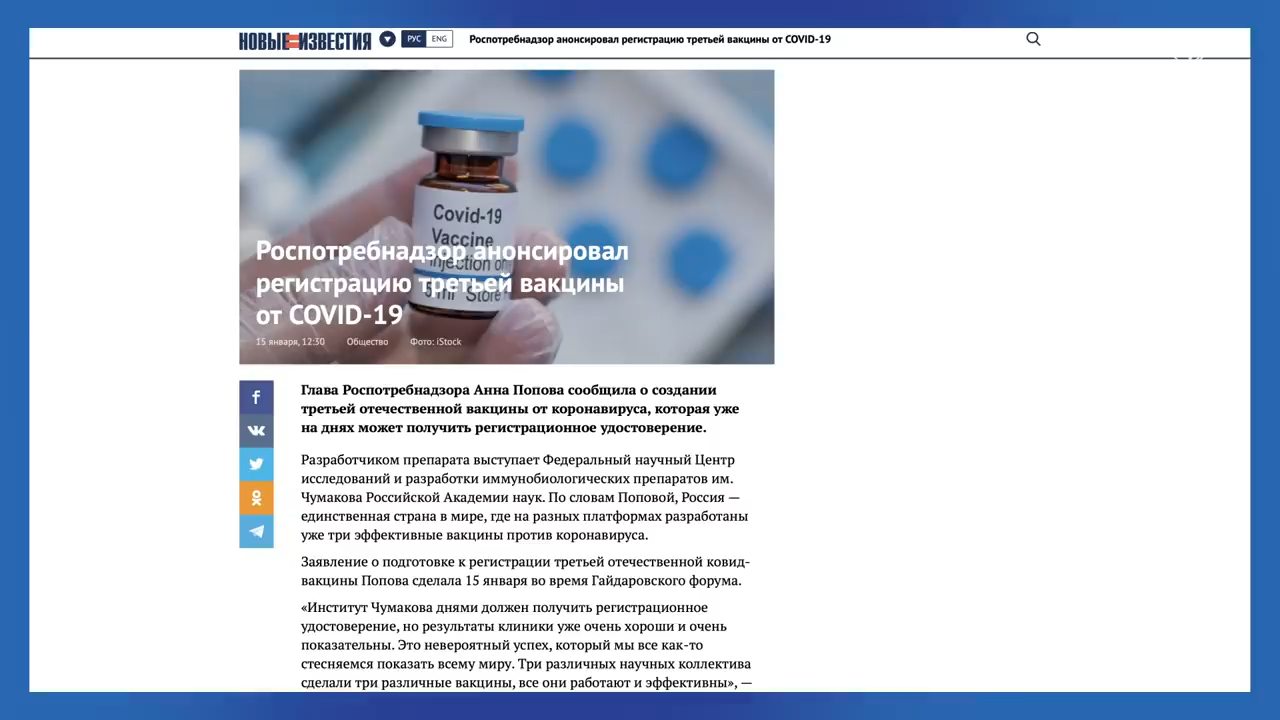 НОВЫЕ ИЗВЕСТИЯ
РУС ENG
Роспотребнадзор анонсировал регистрацию третьей вакцины от COVID-19
Covid-19
Vaccine
Injection on
5 ml Store
Роспотребнадзор анонсировал
регистрацию третьей вакцины
от COVID-19
15 января, 12:30 Общество Фото: iStock
Глава Роспотребнадзора Анна Попова сообщила о создании
третьей отечественной вакцины от коронавируса, которая уже
на днях может получить регистрационное удостоверение.
Разработчиком препарата выступает Федеральный научный Центр
исследований и разработки иммунобиологических препаратов им.
Чумакова Российской Академии наук. По словам Поповой, Россия —
единственная страна в мире, где на разных платформах разработаны
уже три эффективные вакцины против коронавируса.
Заявление о подготовке к регистрации третьей отечественной ковид-
вакцины Попова сделала 15 января во время Гайдаровского форума.
«Институт Чумакова днями должен получить регистрационное
удостоверение, но результаты клиники уже очень хороши и очень
показательны. Это невероятный успех, который мы все как-то
стесняемся показать всему миру. Три различных научных коллектива
сделали три различные вакцины, все они работают и эффективны», —